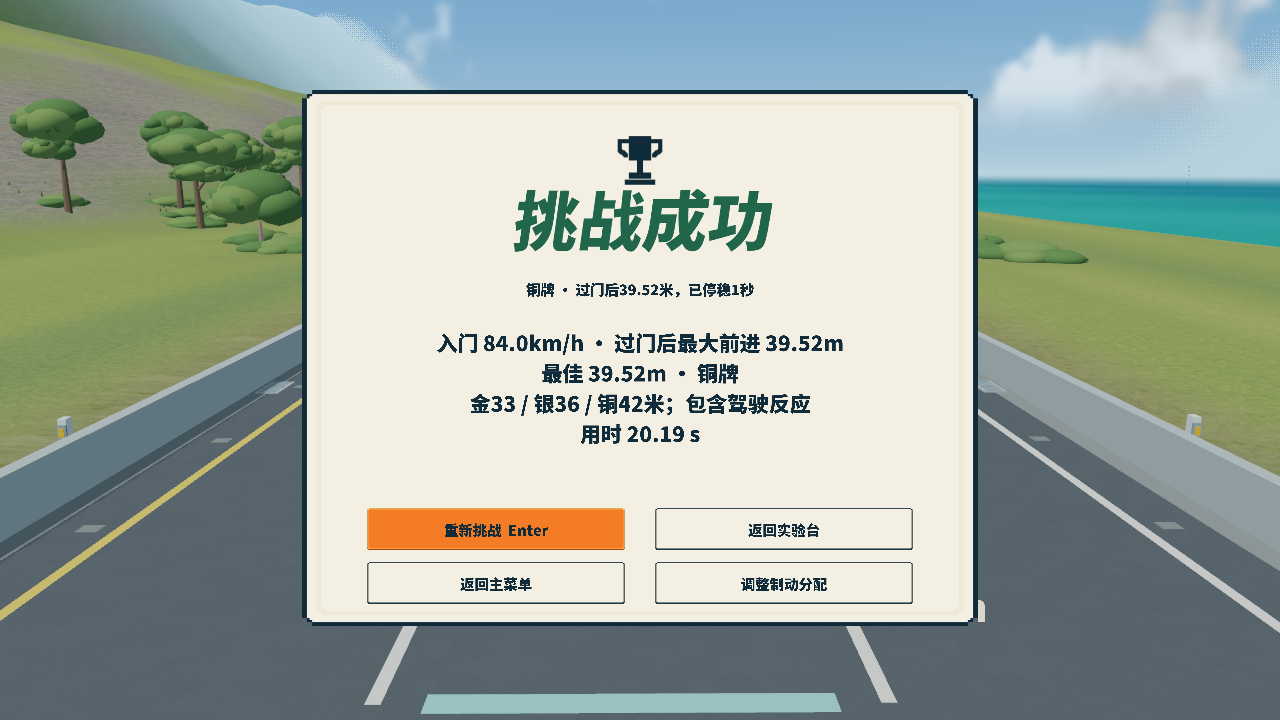 挑战成功
铜牌 · 过门后39.52米，已停稳1秒
入门 84.0km/h · 过门后最大前进 39.52m
最佳 39.52m · 铜牌
金33 / 银36 / 铜42米；包含驾驶反应
用时 20.19 s
重新挑战 Enter
返回实验台
返回主菜单
调整制动分配